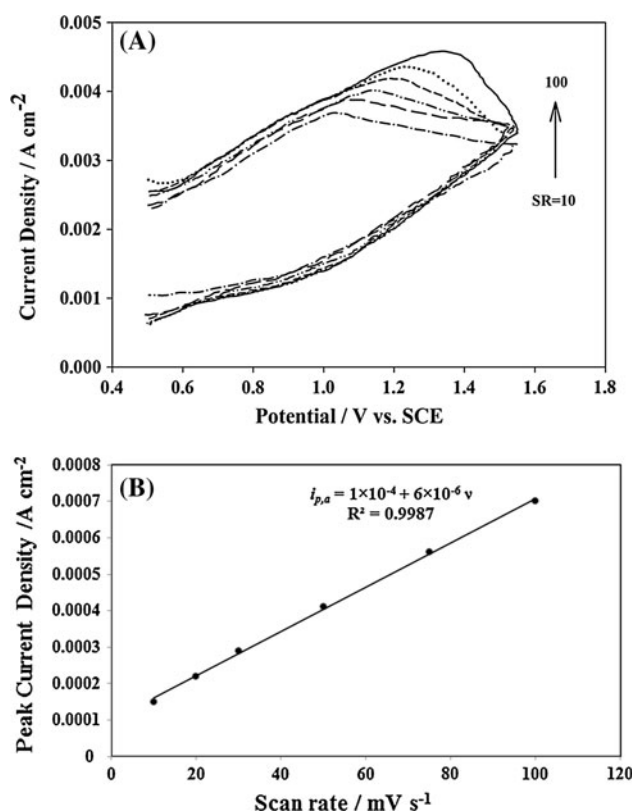 (A)
0.005
0.004
0.003
0.002
0.001
0.000
Current Density / A cm-2
100
SR=10
0.4 0.6 0.8 1.0 1.2 1.4 1.6 1.8
Potential / V vs. SCE
(B)
0.0008
0.0007
0.0006
0.0005
0.0004
0.0003
0.0002
0.0001
0
Peak Current Density /A cm-2
ip,a = 1×10-4 + 6×10-6 ν
R² = 0.9987
0 20 40 60 80 100 120
Scan rate / mV s-1